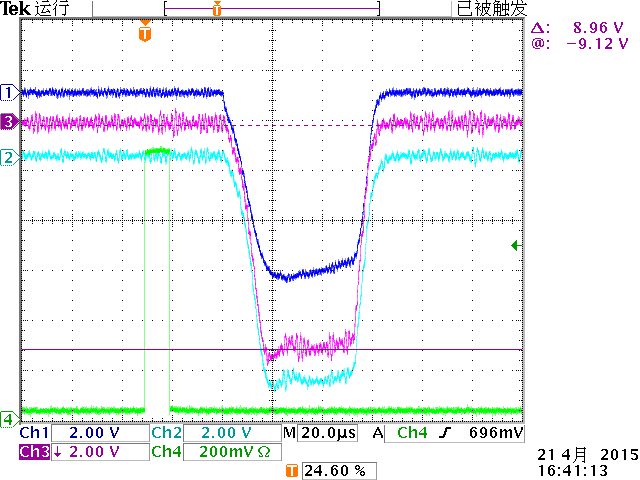 Tek 运行 已被触发
T
T
Δ: 8.96 V
@: −9.12 V
1
3
2
4
Ch1 2.00 V Ch2 2.00 V M 20.0µs A Ch4 696mV
Ch3 ↓ 2.00 V Ch4 200mV Ω
T 24.60 %
21 4月 2015
16:41:13